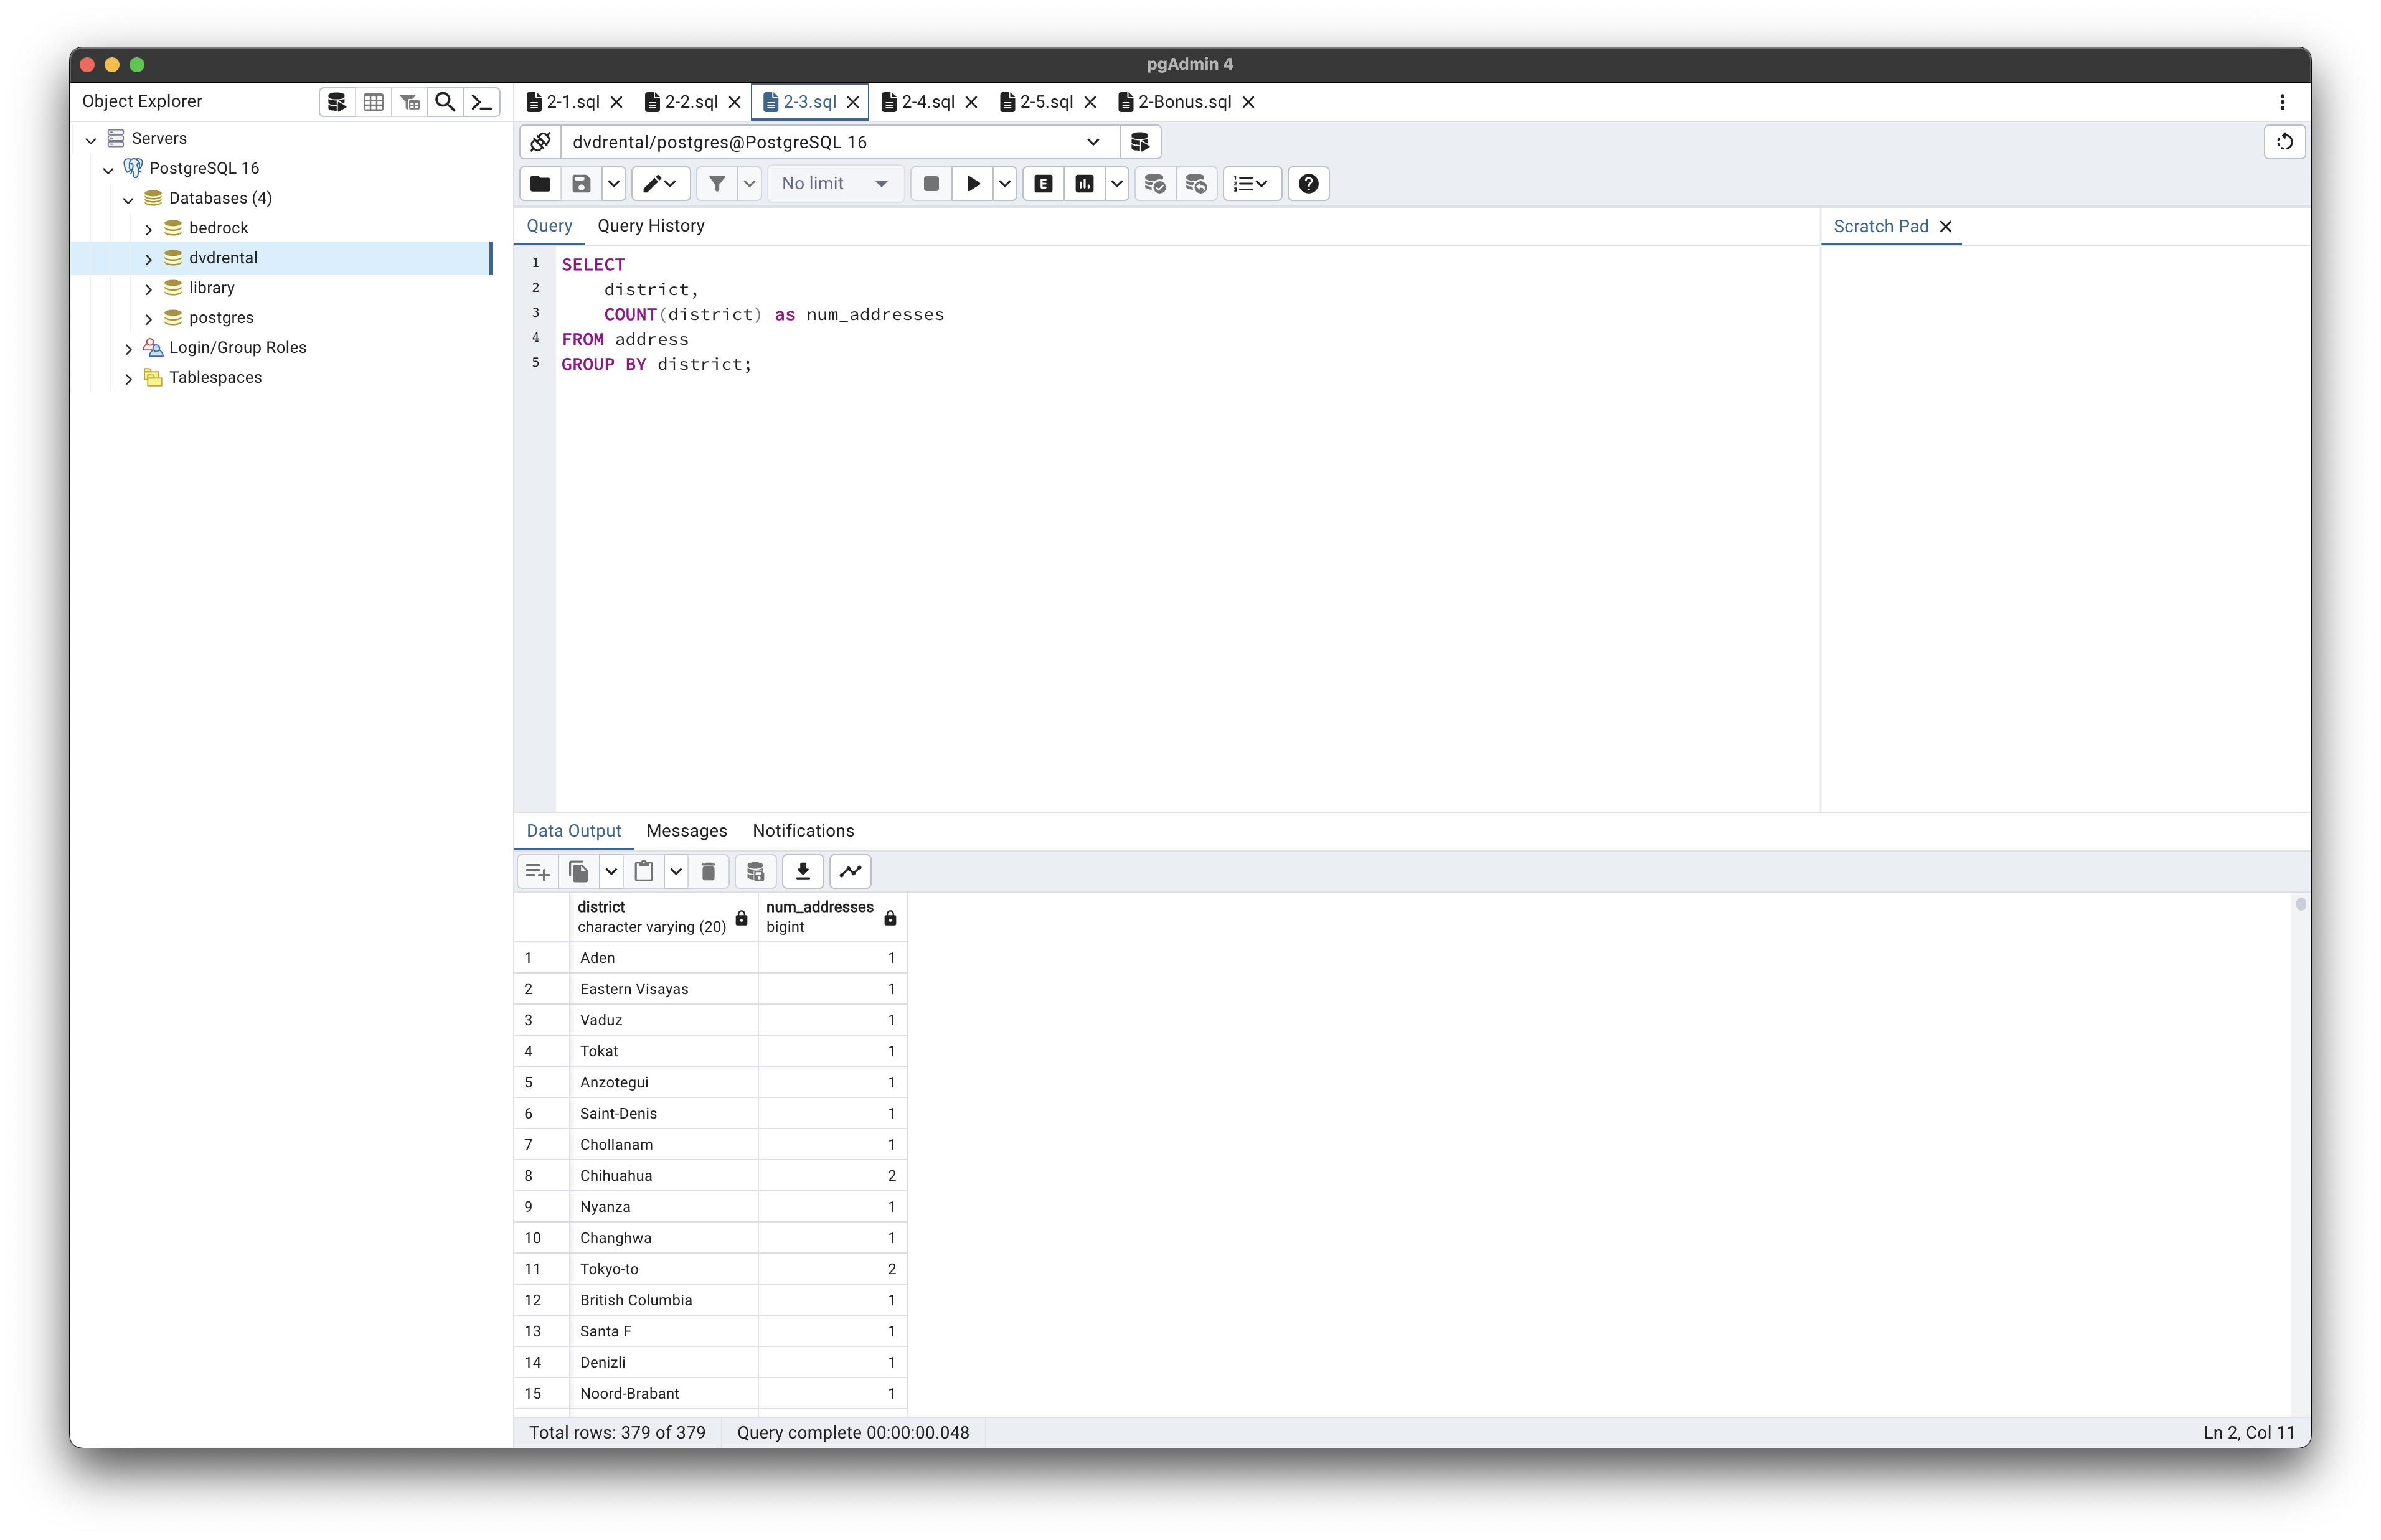 pgAdmin 4
Object Explorer
Servers
PostgreSQL 16
Databases (4)
bedrock
dvdrental
library
postgres
Login/Group Roles
Tablespaces
2-1.sql 2-2.sql 2-3.sql 2-4.sql 2-5.sql 2-Bonus.sql
dvdrental/postgres@PostgreSQL 16
No limit
E
Query Query History
Scratch Pad
1 SELECT
2 district,
3 COUNT(district) as num_addresses
4 FROM address
5 GROUP BY district;
Data Output Messages Notifications
district num_addresses
character varying (20) bigint
1 Aden 1
2 Eastern Visayas 1
3 Vaduz 1
4 Tokat 1
5 Anzotegui 1
6 Saint-Denis 1
7 Chollanam 1
8 Chihuahua 2
9 Nyanza 1
10 Changhwa 1
11 Tokyo-to 2
12 British Columbia 1
13 Santa F 1
14 Denizli 1
15 Noord-Brabant 1
Total rows: 379 of 379 Query complete 00:00:00.048 Ln 2, Col 11